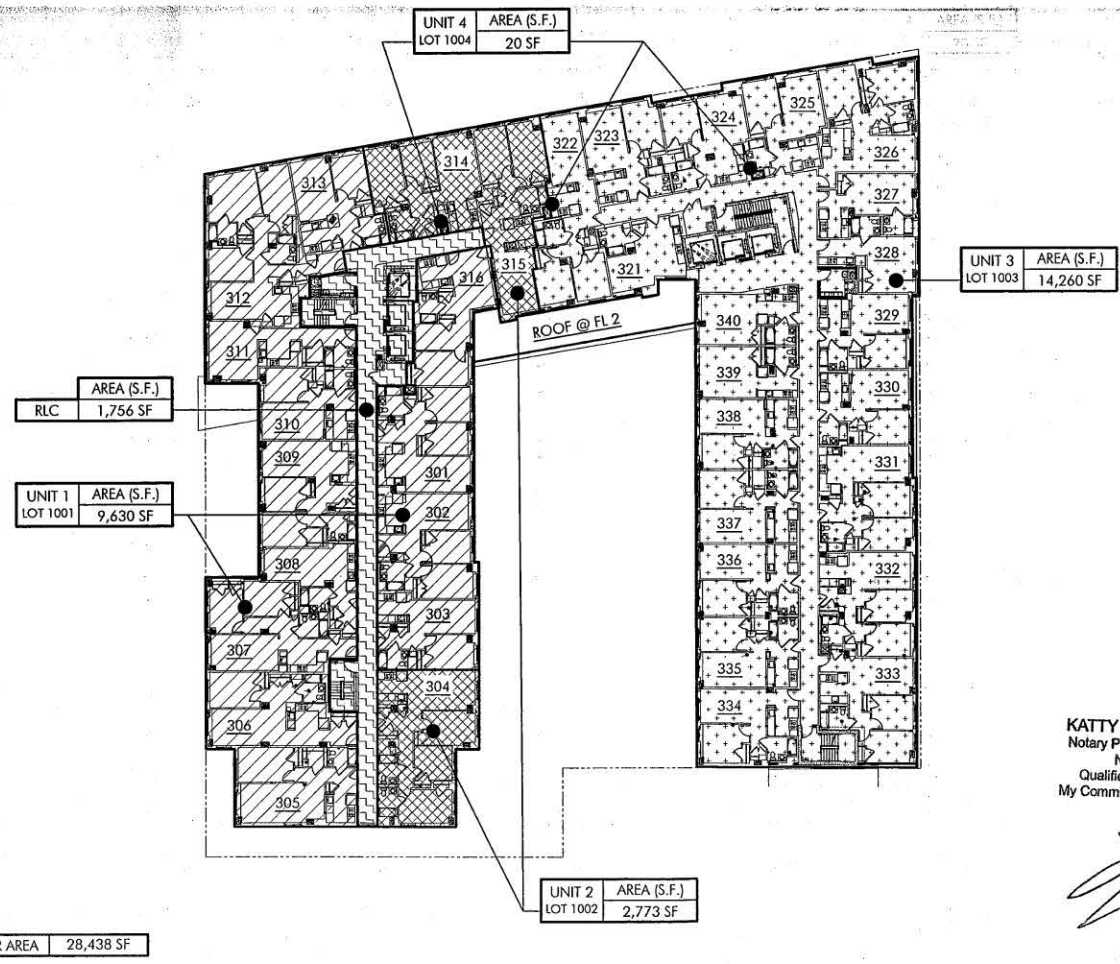 UNIT 4
LOT 1004
AREA (S.F.)
20 SF
AREA (S.F.)
325
324
323
322
314
313
326
327
328
315
316
321
312
311
ROOF @ FL 2
UNIT 3
LOT 1003
AREA (S.F.)
14,260 SF
340
329
339
330
338
AREA (S.F.)
RLC
1,756 SF
310
309
301
331
UNIT 1
LOT 1001
AREA (S.F.)
9,630 SF
302
337
336
308
332
303
307
335
333
304
334
306
305
KATTY
Notary P
N
Qualifie
My Comm
UNIT 2
LOT 1002
AREA (S.F.)
2,773 SF
R AREA
28,438 SF